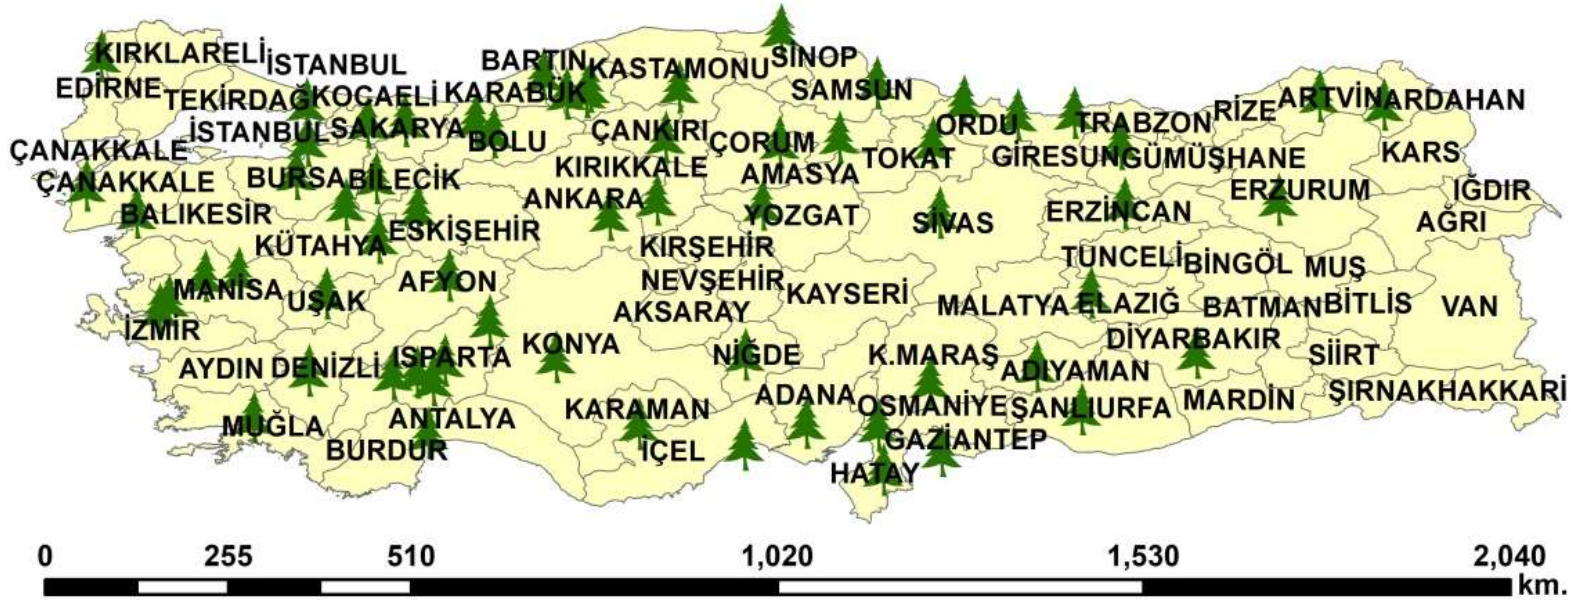 KIRKLARELİ
İSTANBUL
BARTIN
KASTAMONU
SİNOP
EDİRNE
TEKİRDAĞ
KOCAELİ
KARABÜK
SAMSUN
RİZE
ARTVİN
ARDAHAN
İSTANBUL
SAKARYA
BOLU
ÇANKIRI
ÇORUM
ORDU
TRABZON
ÇANAKKALE
KIRIKKALE
AMASYA
TOKAT
GİRESUN
GÜMÜŞHANE
KARS
ÇANAKKALE
BURSA
BİLECİK
ANKARA
ERZURUM
IĞDIR
BALIKESİR
ESKİŞEHİR
YOZGAT
SİVAS
ERZİNCAN
AĞRI
KÜTAHYA
KIRŞEHİR
TUNCELİ
BİNGÖL
MUŞ
MANİSA
UŞAK
AFYON
NEVŞEHİR
KAYSERİ
MALATYA
ELAZIĞ
BATMAN
BİTLİS
VAN
AKSARAY
İZMİR
KONYA
NİĞDE
K.MARAŞ
DİYARBAKIR
SİİRT
AYDIN
DENİZLİ
ISPARTA
ADIYAMAN
ADANA
OSMANİYE
ŞANLIURFA
MARDİN
ŞIRNAK
HAKKARİ
MUĞLA
ANTALYA
KARAMAN
GAZİANTEP
BURDUR
İÇEL
HATAY
0 255 510 1,020 1,530 2,040
km.